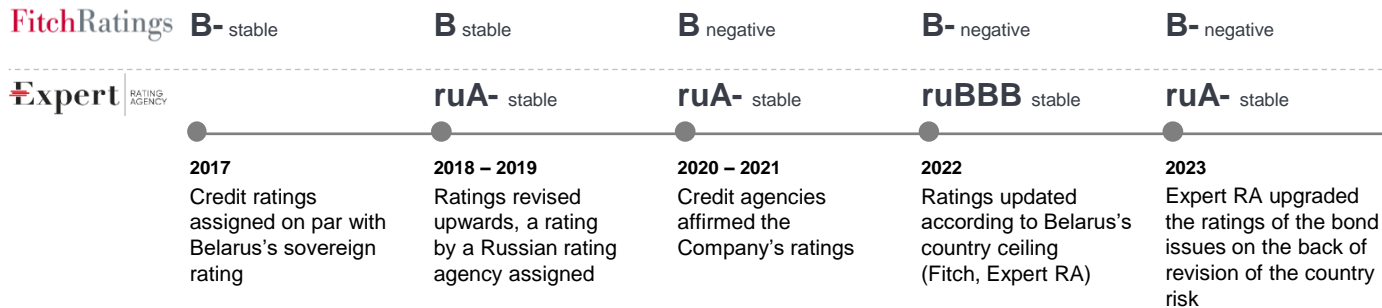 FitchRatings B- stable B stable B negative B- negative B- negative
Expert RATING AGENCY ruA- stable ruA- stable ruBBB stable ruA- stable
2017
Credit ratings
assigned on par with
Belarus’s sovereign
rating
2018 – 2019
Ratings revised
upwards, a rating
by a Russian rating
agency assigned
2020 – 2021
Credit agencies
affirmed the
Company’s ratings
2022
Ratings updated
according to Belarus’s
country ceiling
(Fitch, Expert RA)
2023
Expert RA upgraded
the ratings of the bond
issues on the back of
revision of the country
risk